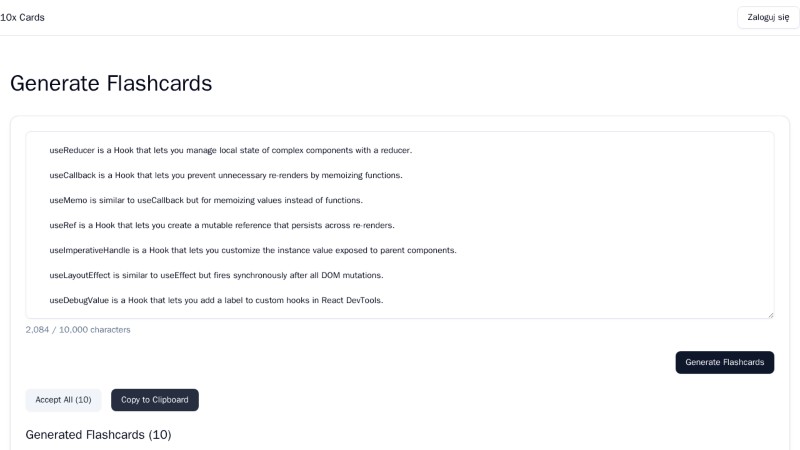 10x Cards
Zaloguj się
Generate Flashcards
useReducer is a Hook that lets you manage local state of complex components with a reducer.
useCallback is a Hook that lets you prevent unnecessary re-renders by memoizing functions.
useMemo is similar to useCallback but for memoizing values instead of functions.
useRef is a Hook that lets you create a mutable reference that persists across re-renders.
useImperativeHandle is a Hook that lets you customize the instance value exposed to parent components.
useLayoutEffect is similar to useEffect but fires synchronously after all DOM mutations.
useDebugValue is a Hook that lets you add a label to custom hooks in React DevTools.
2,084 / 10,000 characters
Generate Flashcards
Accept All (10)
Copy to Clipboard
Generated Flashcards (10)